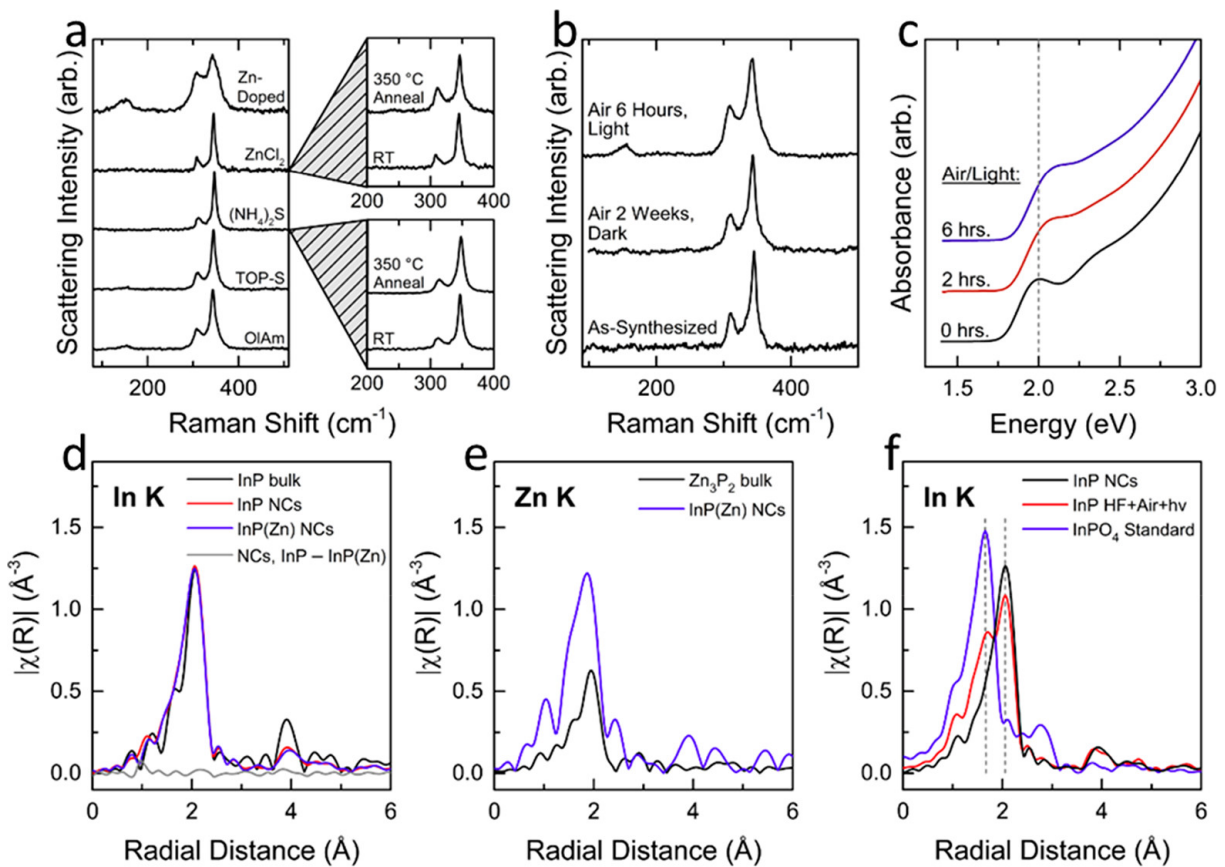 a
Scattering Intensity (arb.)
Zn-
Doped
ZnCl₂
(NH₄)₂S
TOP-S
OlAm
200 400
350 °C
Anneal
RT
200 300 400
200 300 400
350 °C
Anneal
RT
200 300 400
Raman Shift (cm⁻¹)
b
Scattering Intensity (arb.)
Air 6 Hours,
Light
Air 2 Weeks,
Dark
As-Synthesized
200 400
Raman Shift (cm⁻¹)
c
Absorbance (arb.)
Air/Light:
6 hrs.
2 hrs.
0 hrs.
1.5 2.0 2.5 3.0
Energy (eV)
d
In K
InP bulk
InP NCs
InP(Zn) NCs
NCs, InP – InP(Zn)
|χ(R)| (Å⁻³)
1.5
1.0
0.5
0.0
0 2 4 6
Radial Distance (Å)
e
Zn K
Zn₃P₂ bulk
InP(Zn) NCs
|χ(R)| (Å⁻³)
1.5
1.0
0.5
0.0
0 2 4 6
Radial Distance (Å)
f
In K
InP NCs
InP HF+Air+hv
InPO₄ Standard
|χ(R)| (Å⁻³)
1.5
1.0
0.5
0.0
0 2 4 6
Radial Distance (Å)